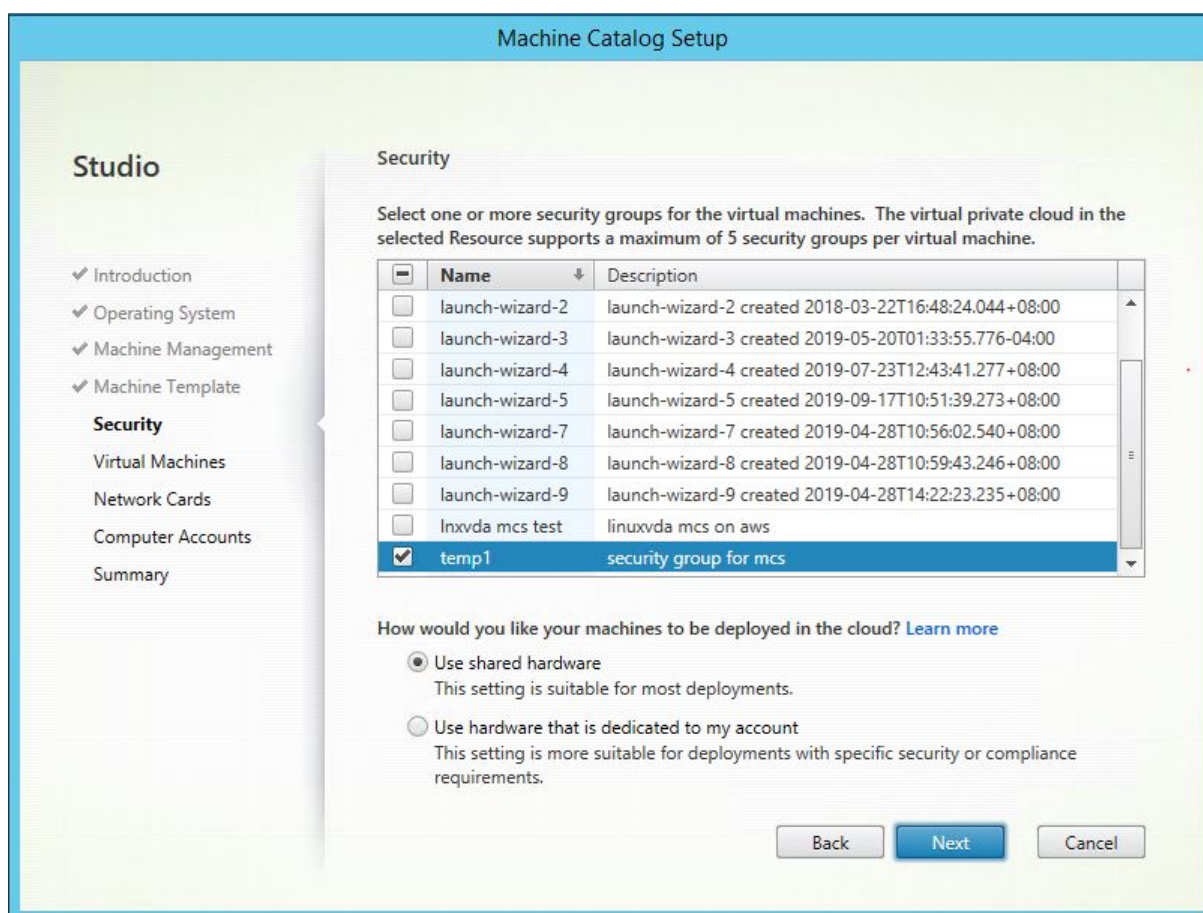 Machine Catalog Setup
Studio
Introduction
Operating System
Machine Management
Machine Template
Security
Virtual Machines
Network Cards
Computer Accounts
Summary
Security
Select one or more security groups for the virtual machines. The virtual private cloud in the
selected Resource supports a maximum of 5 security groups per virtual machine.
Name Description
launch-wizard-2 launch-wizard-2 created 2018-03-22T16:48:24.044+08:00
launch-wizard-3 launch-wizard-3 created 2019-05-20T01:33:55.776-04:00
launch-wizard-4 launch-wizard-4 created 2019-07-23T12:43:41.277+08:00
launch-wizard-5 launch-wizard-5 created 2019-09-17T10:51:39.273+08:00
launch-wizard-7 launch-wizard-7 created 2019-04-28T10:56:02.540+08:00
launch-wizard-8 launch-wizard-8 created 2019-04-28T10:59:43.246+08:00
launch-wizard-9 launch-wizard-9 created 2019-04-28T14:22:23.235+08:00
lnxvda mcs test linuxvda mcs on aws
temp1 security group for mcs
How would you like your machines to be deployed in the cloud? Learn more
Use shared hardware
This setting is suitable for most deployments.
Use hardware that is dedicated to my account
This setting is more suitable for deployments with specific security or compliance
requirements.
Back Next Cancel